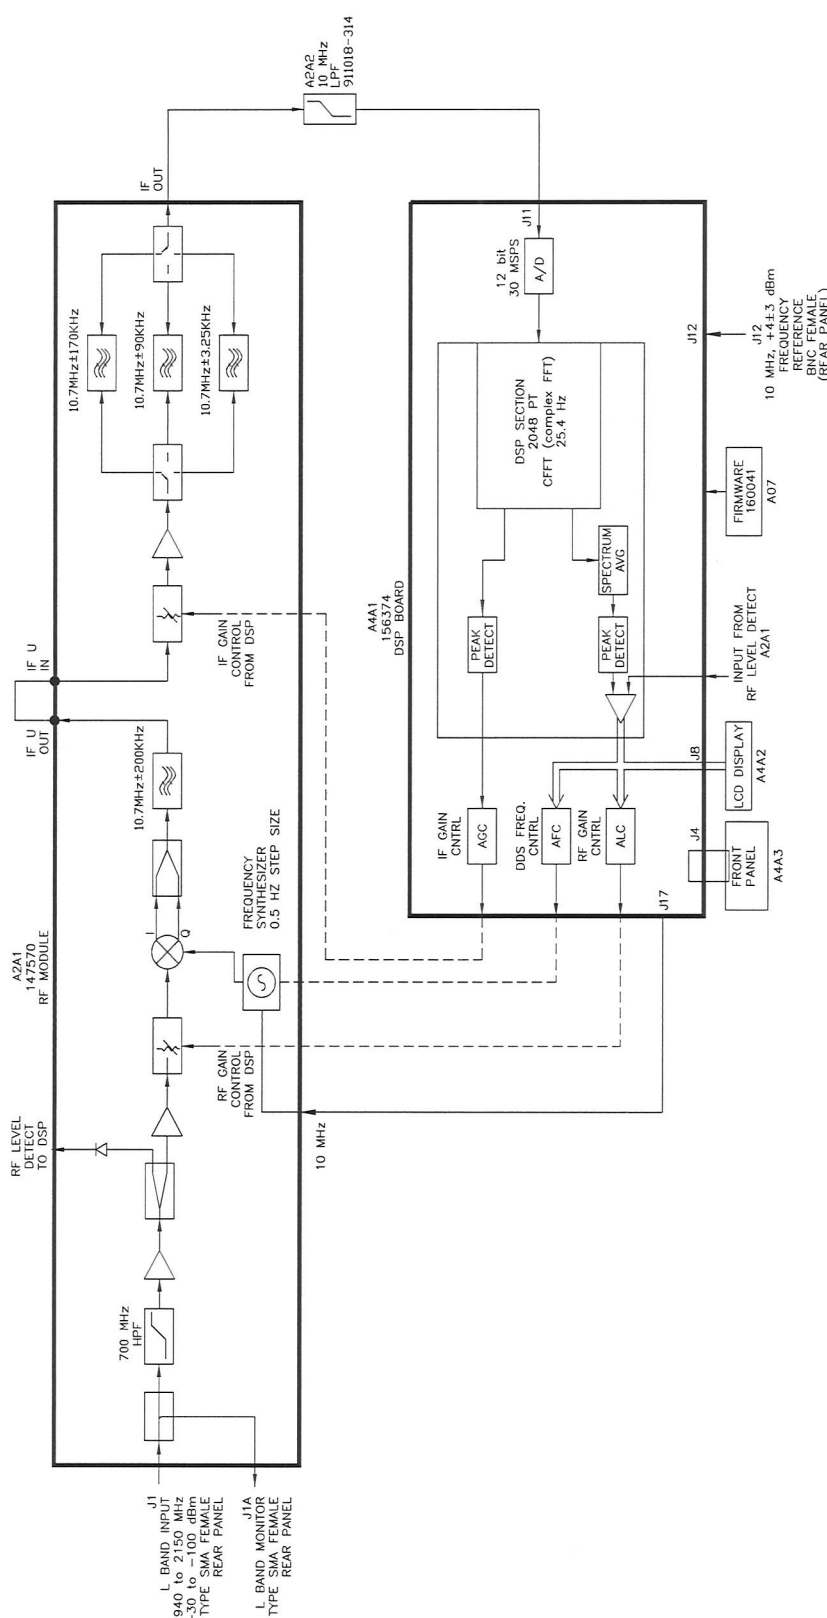 J1
L BAND INPUT
940 to 2150 MHz
-30 to -100 dBm
TYPE SMA FEMALE
REAR PANEL
J1A
L BAND MONITOR
TYPE SMA FEMALE
REAR PANEL
700 MHz
HPF
RF LEVEL
DETECT
TO DSP
A2A1
147570
RF MODULE
RF GAIN
CONTROL
FROM DSP
10 MHz
I
Q
FREQUENCY
SYNTHESIZER
0.5 HZ STEP SIZE
10.7MHz±200KHz
IF U
OUT
IF U
IN
IF GAIN
CONTROL
FROM DSP
10.7MHz±170KHz
10.7MHz±90KHz
10.7MHz±3.25KHz
IF
OUT
A2A2
10 MHz
LPF
911018-314
A4A1
156374
DSP BOARD
J11
12 bit
30 MSPS
A/D
DSP SECTION
2048 PT
CFFT (complex FFT)
25.4 Hz
PEAK
DETECT
SPECTRUM
AVG
PEAK
DETECT
IF GAIN
CNTRL
AGC
DDS FREQ.
CNTRL
AFC
RF GAIN
CNTRL
ALC
J17
J4
FRONT
PANEL
A4A3
J8
LCD DISPLAY
A4A2
INPUT FROM
RF LEVEL DETECT
A2A1
FIRMWARE
160041
A07
J12
J12
10 MHz, +4±3 dBm
FREQUENCY
REFERENCE
BNC FEMALE
(REAR PANEL)